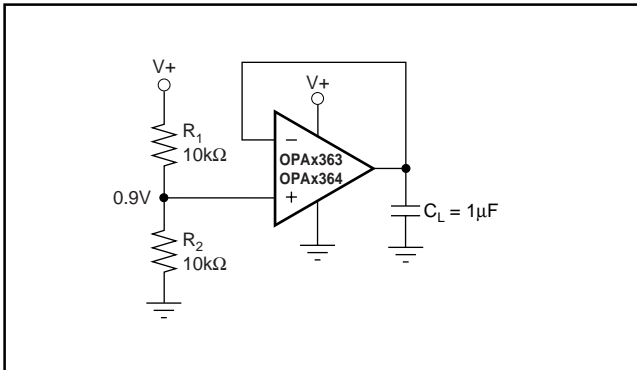 V+
V+
R1
10kΩ
−
OPAx363
OPAx364
0.9V
+
CL = 1µF
R2
10kΩ